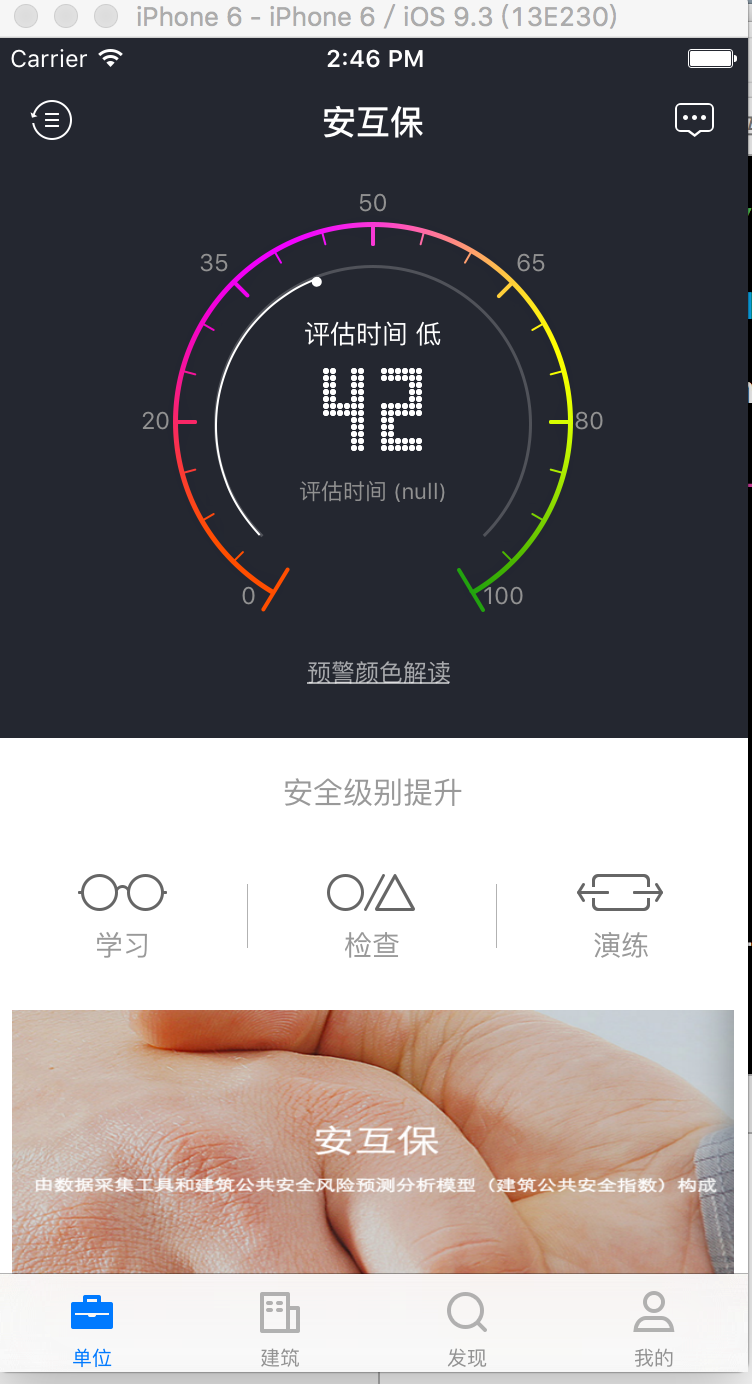 iPhone 6 - iPhone 6 / iOS 9.3 (13E230)
Carrier 2:46 PM
安互保
50
35 65
评估时间 低
42
20 80
评估时间 (null)
0 100
预警颜色解读
安全级别提升
学习 检查 演练
安互保
由数据采集工具和建筑公共安全风险预测分析模型（建筑公共安全指数）构成
单位 建筑 发现 我的